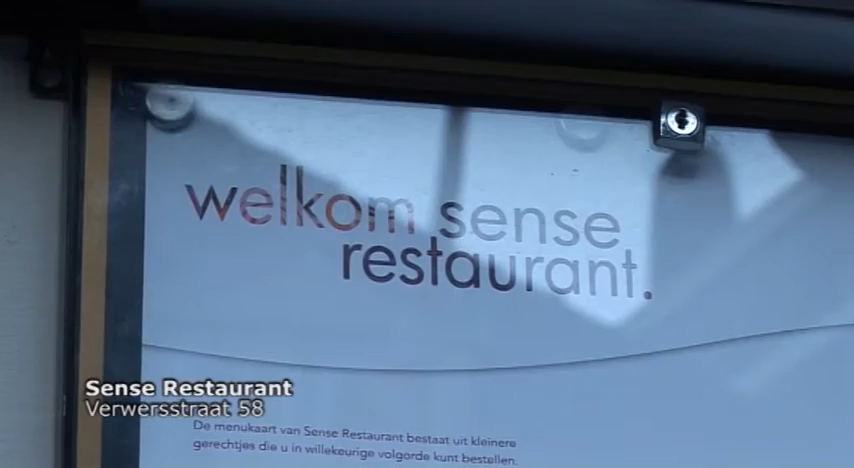 welkom sense
restaurant.
Sense Restaurant
Verwersstraat 58
De menukaart van Sense Restaurant bestaat uit kleinere
gerechtjes die u in willekeurige volgorde kunt bestellen.